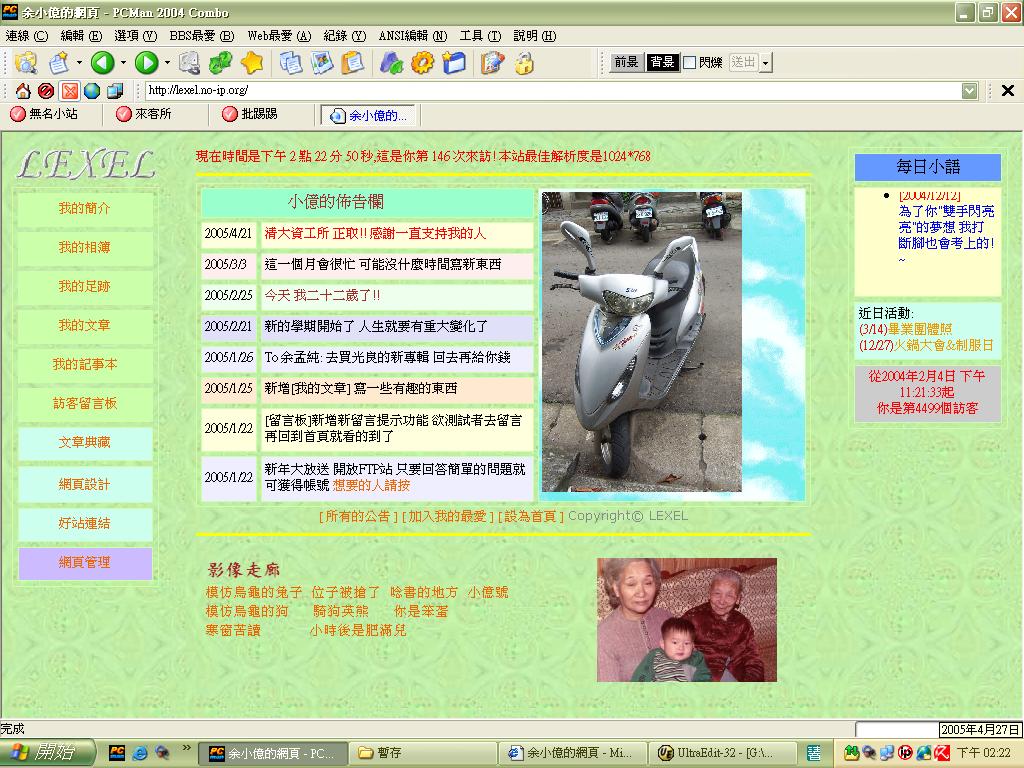 余小億的網頁 - PCMan 2004 Combo
連線 (C) 編輯 (E) 選項 (V) BBS最愛 (B) Web最愛 (A) 紀錄 (Y) ANSI編輯 (N) 工具 (T) 說明 (H)
前景 背景 閃爍 送出
http://lexel.no-ip.org/
無名小站 來客所 批踢踢 余小億的...
LEXEL
我的簡介
我的相簿
我的足跡
我的文章
我的記事本
訪客留言板
文章典藏
網頁設計
好站連結
網頁管理
現在時間是下午 2 點 22 分 50 秒,這是你第 146 次來訪! 本站最佳解析度是1024*768
小億的佈告欄
2005/4/21 清大資工所 正取!! 感謝一直支持我的人
2005/3/3 這一個月會很忙 可能沒什麼時間寫新東西
2005/2/25 今天 我二十二歲了!!
2005/2/21 新的學期開始了 人生就要有重大變化了
2005/1/26 To 余孟純: 去買光良的新專輯 回去再給你錢
2005/1/25 新增[我的文章] 寫一些有趣的東西
2005/1/22 [留言板]新增新留言提示功能 欲測試者去留言
再回到首頁就看的到了
2005/1/22 新年大放送 開放FTP站 只要回答簡單的問題就
可獲得帳號 想要的人請按
[ 所有的公告 ] [ 加入我的最愛 ] [ 設為首頁 ] Copyright© LEXEL
影像走廊
模仿烏龜的兔子 位子被搶了 唸書的地方 小億號
模仿烏龜的狗 騎狗英熊 你是笨蛋
寒窗苦讀 小時後是肥滿兒
每日小語
[2004/12/12]
為了你"雙手閃亮
亮"的夢想 我打
斷腳也會考上的!
~
近日活動:
(3/14)畢業團體照
(12/27)火鍋大會&制服日
從2004年2月4日 下午
11:21:33起
你是第4499個訪客
完成
2005年4月27日
開始 余小億的網頁 - PC... 暫存 余小億的網頁 - Mi... UltraEdit-32 - [G:\... 下午 02:22